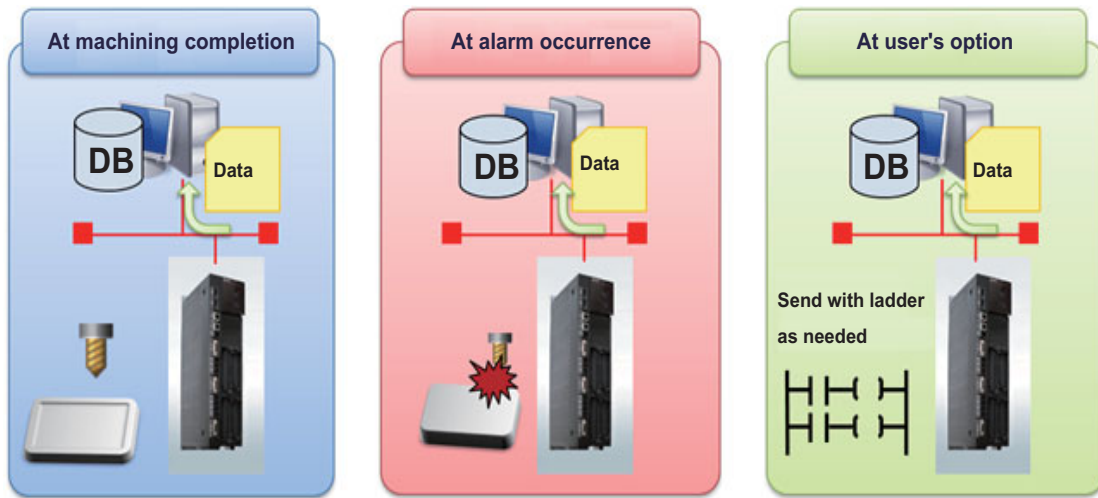 At machining completion
DB
Data
At alarm occurrence
DB
Data
At user's option
DB
Data
Send with ladder
as needed